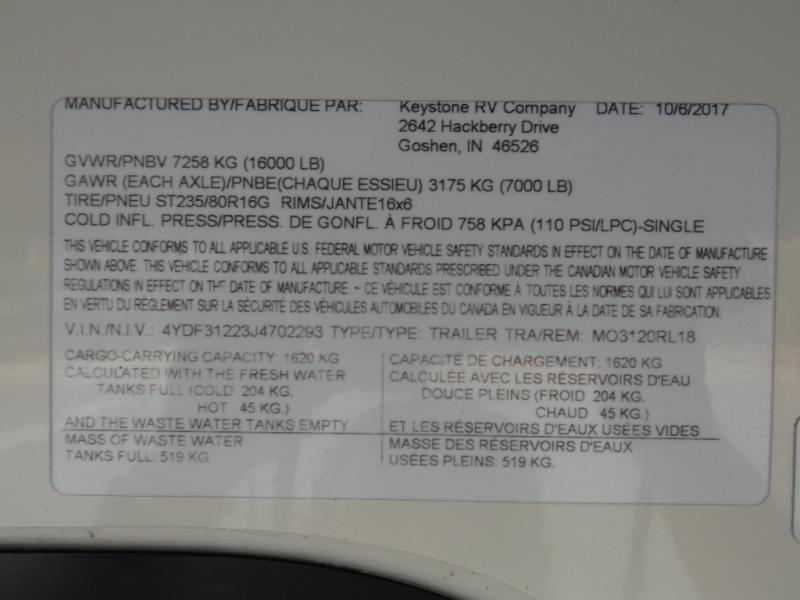 MANUFACTURED BY/FABRIQUE PAR: Keystone RV Company DATE: 10/6/2017
2642 Hackberry Drive
Goshen, IN 46526
GVWR/PNBV 7258 KG (16000 LB)
GAWR (EACH AXLE)/PNBE(CHAQUE ESSIEU) 3175 KG (7000 LB)
TIRE/PNEU ST235/80R16G RIMS/JANTE16x6
COLD INFL. PRESS/PRESS. DE GONFL. À FROID 758 KPA (110 PSI/LPC)-SINGLE
THIS VEHICLE CONFORMS TO ALL APPLICABLE U.S. FEDERAL MOTOR VEHICLE SAFETY STANDARDS IN EFFECT ON THE DATE OF MANUFACTURE
SHOWN ABOVE. THIS VEHICLE CONFORMS TO ALL APPLICABLE STANDARDS PRESCRIBED UNDER THE CANADIAN MOTOR VEHICLE SAFETY
REGULATIONS IN EFFECT ON THE DATE OF MANUFACTURE ~ CE VÉHICULE EST CONFORME À TOUTES LES NORMES QUI LUI SONT APPLICABLES
EN VERTU DU RÈGLEMENT SUR LA SÉCURITÉ DES VÉHICULES AUTOMOBILES DU CANADA EN VIGUEUR À LA DATE DE SA FABRICATION.
V.I.N./N.I.V.: 4YDF31223J4702293 TYPE/TYPE: TRAILER TRA/REM: MO3120RL18
CARGO-CARRYING CAPACITY: 1620 KG
CALCULATED WITH THE FRESH WATER
TANKS FULL (COLD 204 KG.
HOT 45 KG.)
AND THE WASTE WATER TANKS EMPTY
MASS OF WASTE WATER
TANKS FULL: 519 KG
CAPACITÉ DE CHARGEMENT: 1620 KG
CALCULÉE AVEC LES RÉSERVOIRS D'EAU
DOUCE PLEINS (FROID 204 KG.
CHAUD 45 KG.)
ET LES RÉSERVOIRS D'EAUX USÉES VIDES
MASSE DES RÉSERVOIRS D'EAUX
USÉES PLEINS: 519 KG.